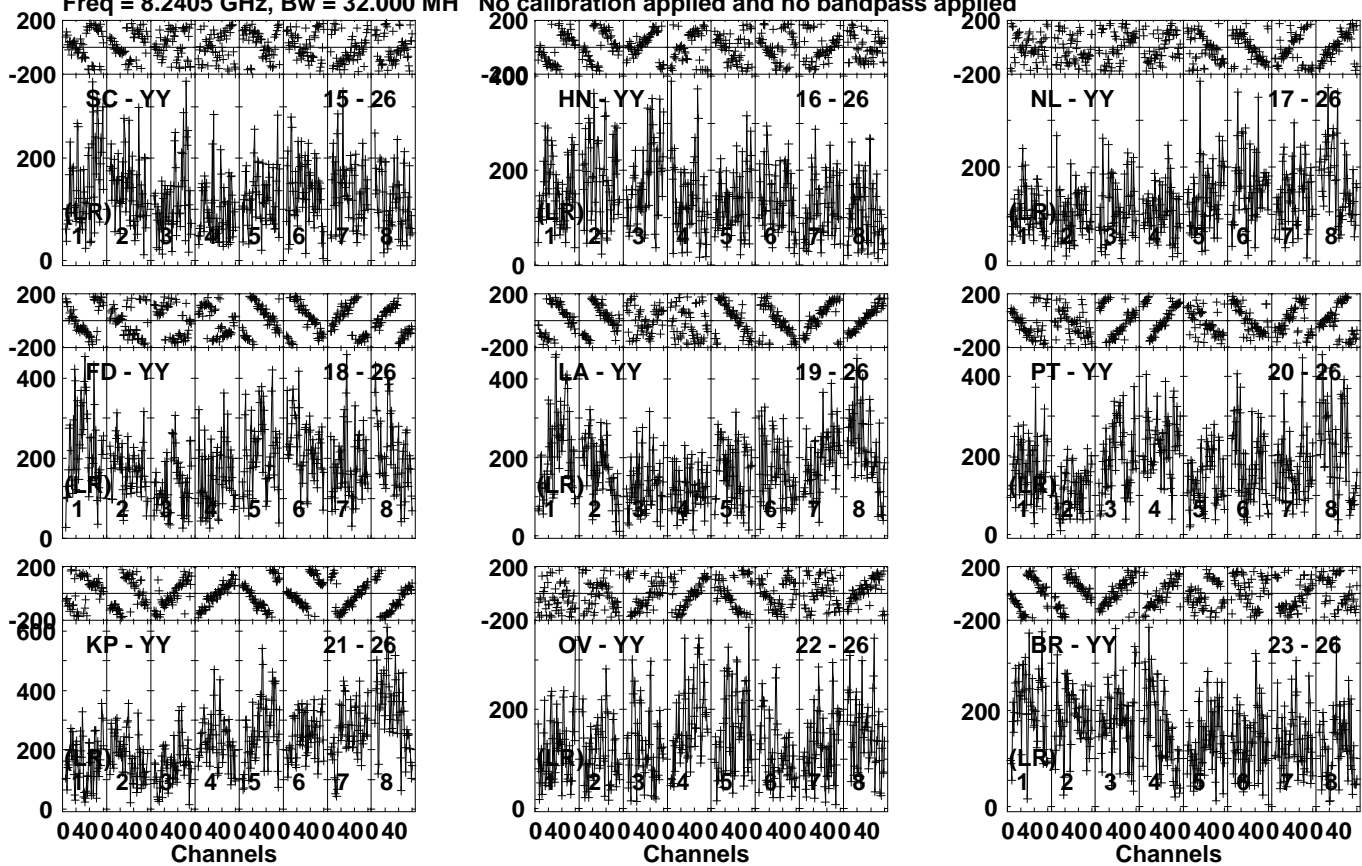 Freq = 8.2405 GHz, Bw = 32.000 MH No calibration applied and no bandpass applied
200
-200
SC - YY 15 - 26
200
(LR)
1 2 3 4 5 6 7 8
0
200
-200
400
HN - YY 16 - 26
200
(LR)
1 2 3 4 5 6 7 8
0
200
-200
NL - YY 17 - 26
200
(LR)
1 2 3 4 5 6 7 8
0
200
-200
FD - YY 18 - 26
400
200
(LR)
1 2 3 4 5 6 7 8
0
200
-200
LA - YY 19 - 26
400
200
(LR)
1 2 3 4 5 6 7 8
0
200
-200
PT - YY 20 - 26
400
200
(LR)
1 2 3 4 5 6 7 8
0
200
-200
600
KP - YY 21 - 26
400
200
(LR)
1 2 3 4 5 6 7 8
0
0 40 0 40 0 40 0 40 0 40 0 40 0 40 0 40
Channels
200
-200
OV - YY 22 - 26
200
(LR)
1 2 3 4 5 6 7 8
0
0 40 0 40 0 40 0 40 0 40 0 40 0 40 0 40
Channels
200
-200
BR - YY 23 - 26
200
(LR)
1 2 3 4 5 6 7 8
0
0 40 0 40 0 40 0 40 0 40 0 40 0 40 0 40
Channels